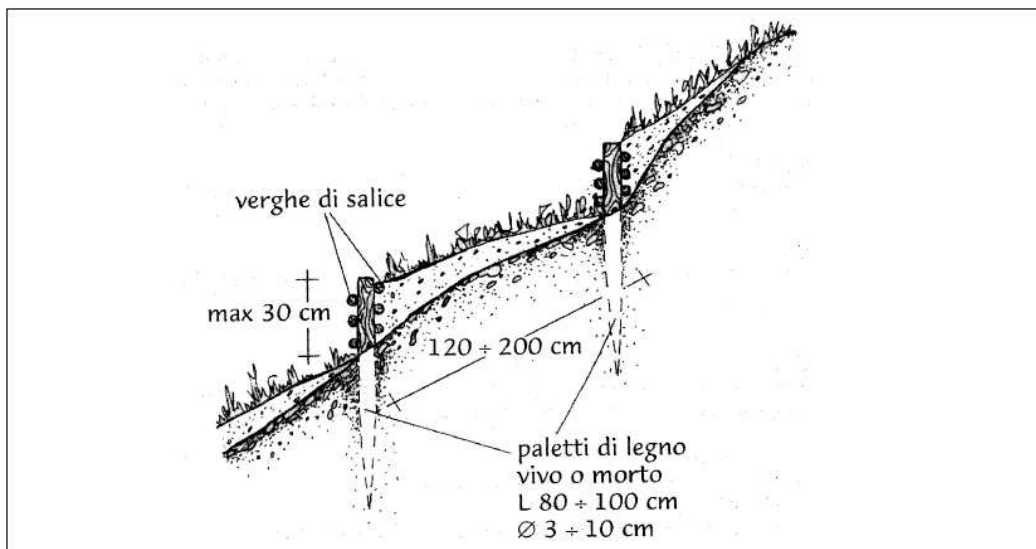 verghe di salice
max 30 cm
120 ÷ 200 cm
paletti di legno
vivo o morto
L 80 ÷ 100 cm
Ø 3 ÷ 10 cm